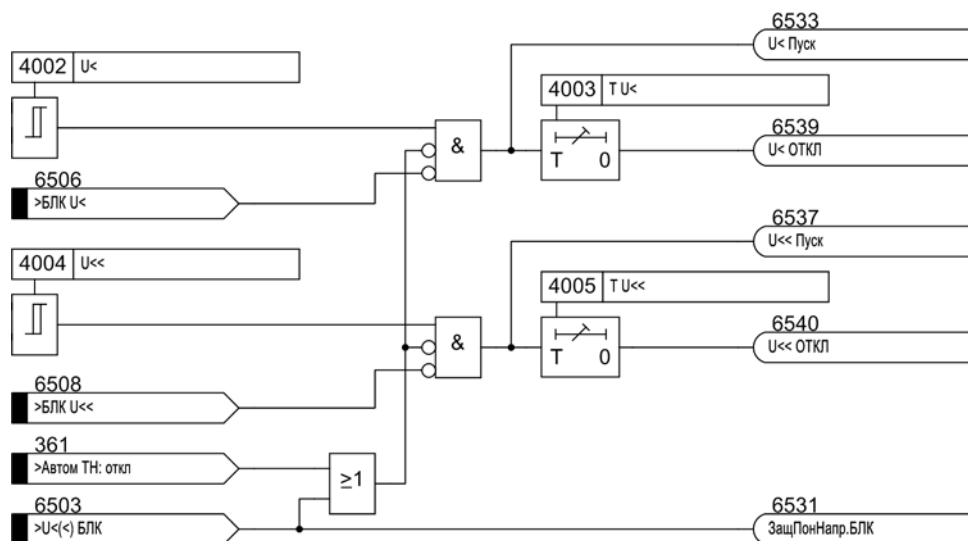 6533
U< Пуск
4002 U<
4003 T U<
6539
U< ОТКЛ
&
T 0
6506
>БЛК U<
6537
U<< Пуск
4004 U<<
4005 T U<<
6540
U<< ОТКЛ
&
T 0
6508
>БЛК U<<
361
>Автом ТН: откл
≥1
6503
>U<(<) БЛК
6531
ЗащПонНапр.БЛК